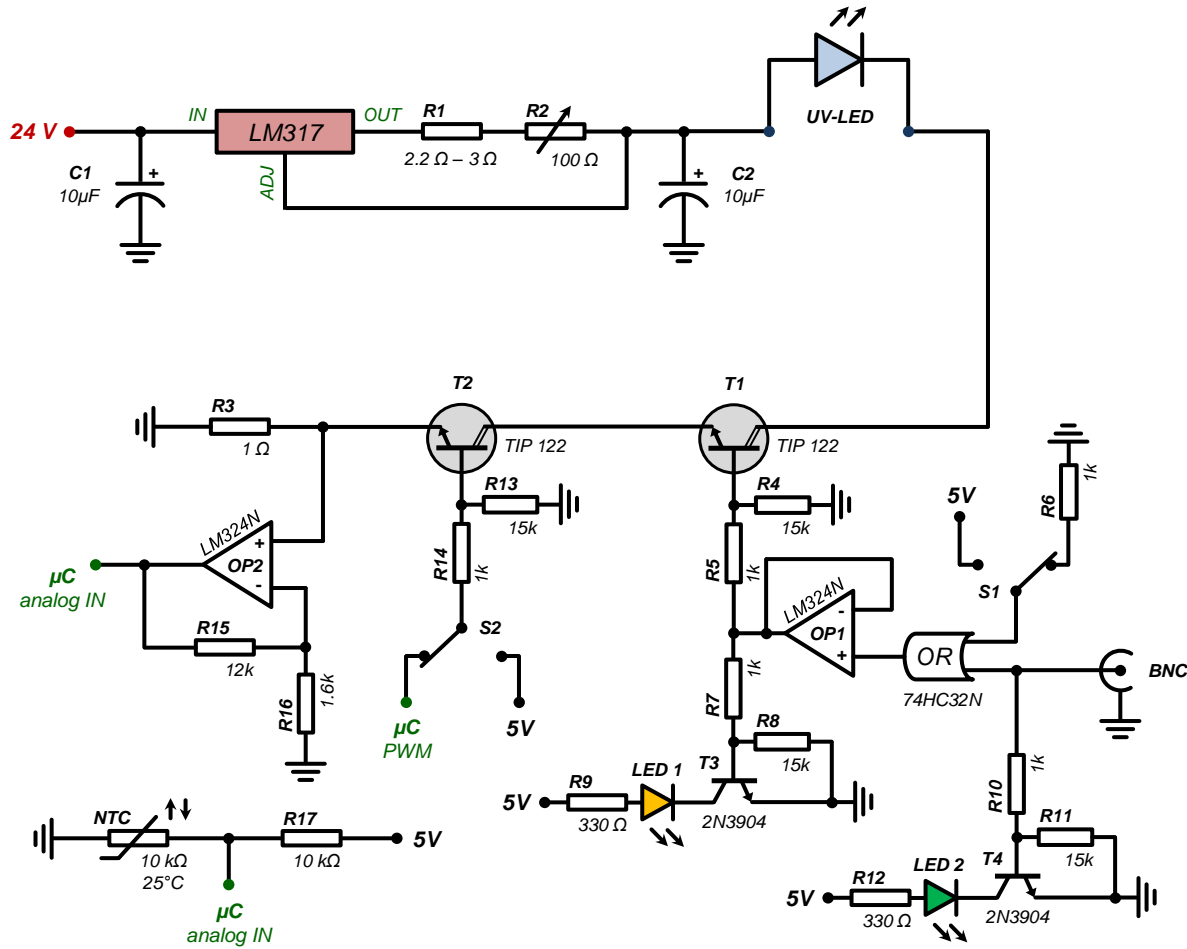 24 V
IN
LM317
OUT
ADJ
R1
2.2 Ω – 3 Ω
R2
100 Ω
C1
10µF
+
C2
10µF
+
UV-LED
T2
TIP 122
T1
TIP 122
R3
1 Ω
R13
15k
R14
1k
S2
µC
PWM
5V
LM324N
OP2
+
-
µC
analog IN
R15
12k
R16
1.6k
R4
15k
R5
1k
LM324N
OP1
-
+
R7
1k
R8
15k
T3
2N3904
LED 1
R9
330 Ω
5V
5V
S1
R6
1k
OR
74HC32N
BNC
R10
1k
R11
15k
T4
2N3904
LED 2
R12
330 Ω
5V
NTC
10 kΩ
25°C
R17
10 kΩ
5V
µC
analog IN